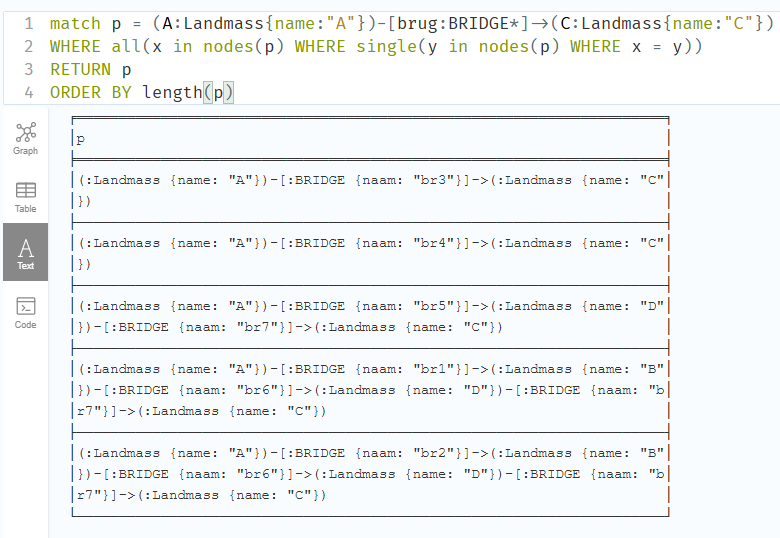 1 match p = (A:Landmass{name:"A"})-[brug:BRIDGE*]->(C:Landmass{name:"C"})
2 WHERE all(x in nodes(p) WHERE single(y in nodes(p) WHERE x = y))
3 RETURN p
4 ORDER BY length(p)
Graph
Table
A
Text
Code
p
(:Landmass {name: "A"})-[:BRIDGE {naam: "br3"}]->(:Landmass {name: "C"
})
(:Landmass {name: "A"})-[:BRIDGE {naam: "br4"}]->(:Landmass {name: "C"
})
(:Landmass {name: "A"})-[:BRIDGE {naam: "br5"}]->(:Landmass {name: "D"
})-[:BRIDGE {naam: "br7"}]->(:Landmass {name: "C"})
(:Landmass {name: "A"})-[:BRIDGE {naam: "br1"}]->(:Landmass {name: "B"
})-[:BRIDGE {naam: "br6"}]->(:Landmass {name: "D"})-[:BRIDGE {naam: "b
r7"}]->(:Landmass {name: "C"})
(:Landmass {name: "A"})-[:BRIDGE {naam: "br2"}]->(:Landmass {name: "B"
})-[:BRIDGE {naam: "br6"}]->(:Landmass {name: "D"})-[:BRIDGE {naam: "b
r7"}]->(:Landmass {name: "C"})